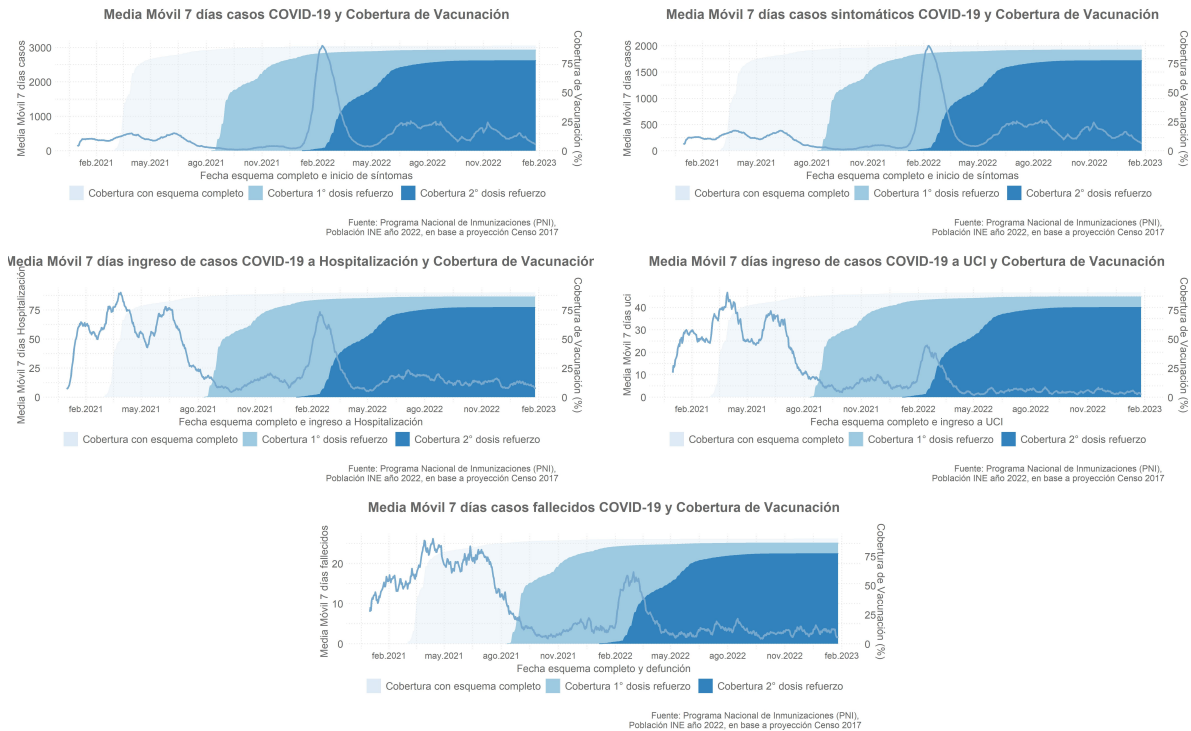 Media Móvil 7 días casos COVID-19 y Cobertura de Vacunación
Media Móvil 7 días casos
3000
2000
1000
0
75
50
25
0
Cobertura de Vacunación (%)
feb.2021 may.2021 ago.2021 nov.2021 feb.2022 may.2022 ago.2022 nov.2022 feb.2023
Fecha esquema completo e inicio de síntomas
Cobertura con esquema completo Cobertura 1° dosis refuerzo Cobertura 2° dosis refuerzo
Fuente: Programa Nacional de Inmunizaciones (PNI),
Población INE año 2022, en base a proyección Censo 2017
Media Móvil 7 días casos sintomáticos COVID-19 y Cobertura de Vacunación
Media Móvil 7 días casos
2000
1500
1000
500
0
75
50
25
0
Cobertura de Vacunación (%)
feb.2021 may.2021 ago.2021 nov.2021 feb.2022 may.2022 ago.2022 nov.2022 feb.2023
Fecha esquema completo e inicio de síntomas
Cobertura con esquema completo Cobertura 1° dosis refuerzo Cobertura 2° dosis refuerzo
Fuente: Programa Nacional de Inmunizaciones (PNI),
Población INE año 2022, en base a proyección Censo 2017
Media Móvil 7 días ingreso de casos COVID-19 a Hospitalización y Cobertura de Vacunación
Media Móvil 7 días Hospitalización
75
50
25
0
75
50
25
0
Cobertura de Vacunación (%)
feb.2021 may.2021 ago.2021 nov.2021 feb.2022 may.2022 ago.2022 nov.2022 feb.2023
Fecha esquema completo e ingreso a Hospitalización
Cobertura con esquema completo Cobertura 1° dosis refuerzo Cobertura 2° dosis refuerzo
Fuente: Programa Nacional de Inmunizaciones (PNI),
Población INE año 2022, en base a proyección Censo 2017
Media Móvil 7 días ingreso de casos COVID-19 a UCI y Cobertura de Vacunación
Media Móvil 7 días uci
40
30
20
10
0
75
50
25
0
Cobertura de Vacunación (%)
feb.2021 may.2021 ago.2021 nov.2021 feb.2022 may.2022 ago.2022 nov.2022 feb.2023
Fecha esquema completo e ingreso a UCI
Cobertura con esquema completo Cobertura 1° dosis refuerzo Cobertura 2° dosis refuerzo
Fuente: Programa Nacional de Inmunizaciones (PNI),
Población INE año 2022, en base a proyección Censo 2017
Media Móvil 7 días casos fallecidos COVID-19 y Cobertura de Vacunación
Media Móvil 7 días fallecidos
20
10
0
75
50
25
0
Cobertura de Vacunación (%)
feb.2021 may.2021 ago.2021 nov.2021 feb.2022 may.2022 ago.2022 nov.2022 feb.2023
Fecha esquema completo y defunción
Cobertura con esquema completo Cobertura 1° dosis refuerzo Cobertura 2° dosis refuerzo
Fuente: Programa Nacional de Inmunizaciones (PNI),
Población INE año 2022, en base a proyección Censo 2017